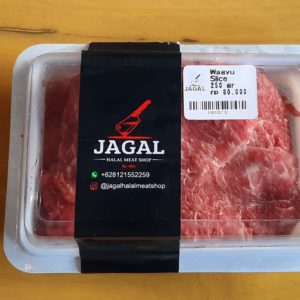 JAGAL
HALAL MEAT SHOP
+628121552259
@jagalhalalmeatshop
Wagyu
Slice
250 gr
rp 80.000
JAGAL